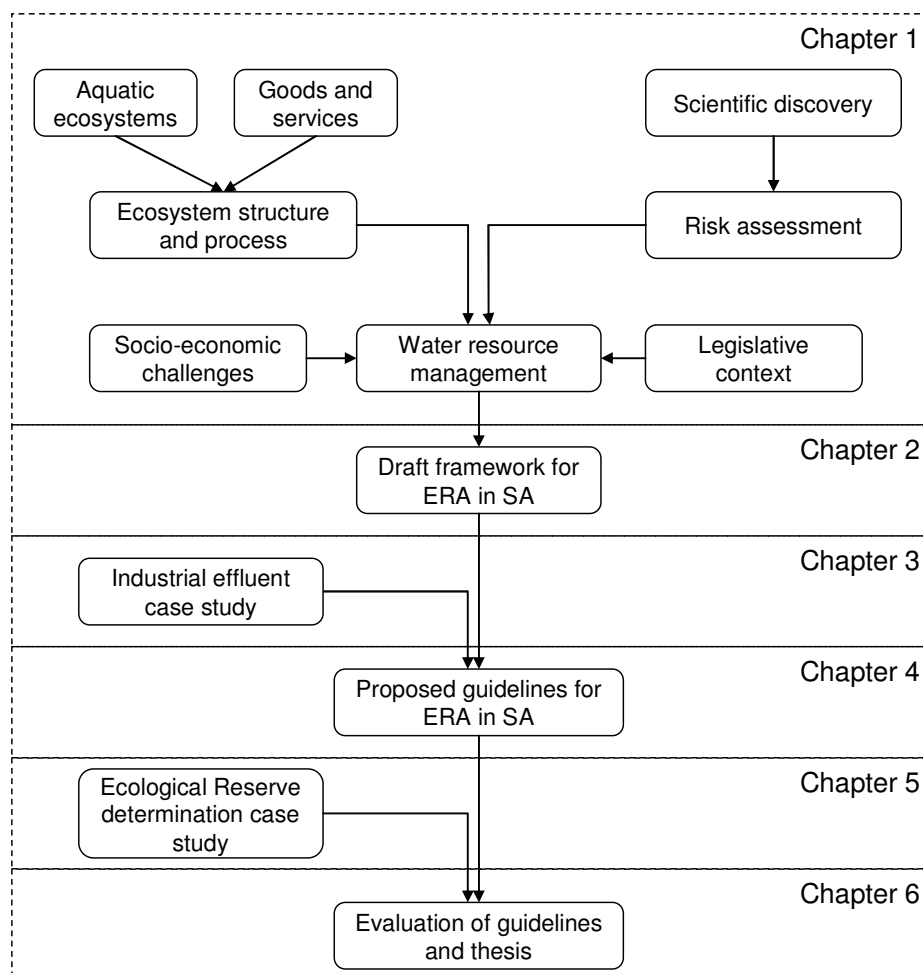 Chapter 1
Aquatic
ecosystems
Goods and
services
Scientific discovery
Ecosystem structure
and process
Risk assessment
Socio-economic
challenges
Water resource
management
Legislative
context
Chapter 2
Draft framework for
ERA in SA
Chapter 3
Industrial effluent
case study
Chapter 4
Proposed guidelines for
ERA in SA
Chapter 5
Ecological Reserve
determination case
study
Chapter 6
Evaluation of guidelines
and thesis